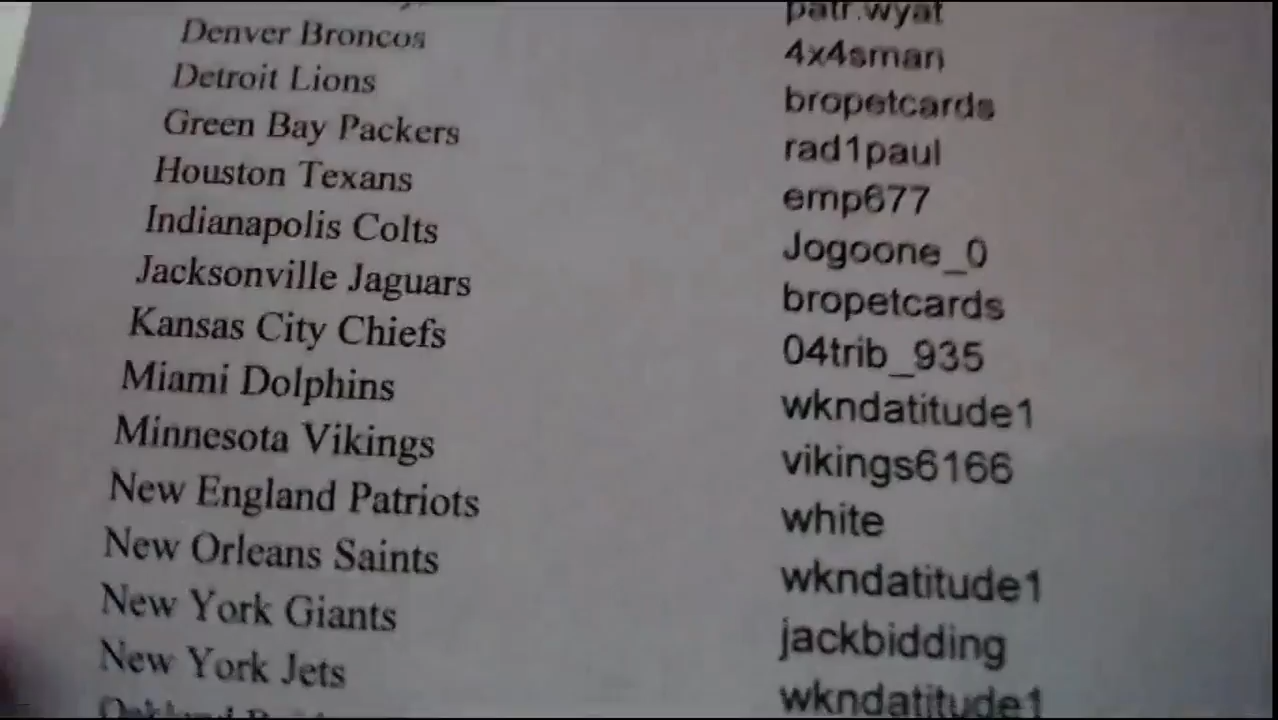 patr.wyat
Denver Broncos 4x4sman
Detroit Lions bropetcards
Green Bay Packers rad1paul
Houston Texans emp677
Indianapolis Colts Jogoone_0
Jacksonville Jaguars bropetcards
Kansas City Chiefs 04trib_935
Miami Dolphins wkndatitude1
Minnesota Vikings vikings6166
New England Patriots white
New Orleans Saints wkndatitude1
New York Giants jackbidding
New York Jets wkndatitude1
Oakland